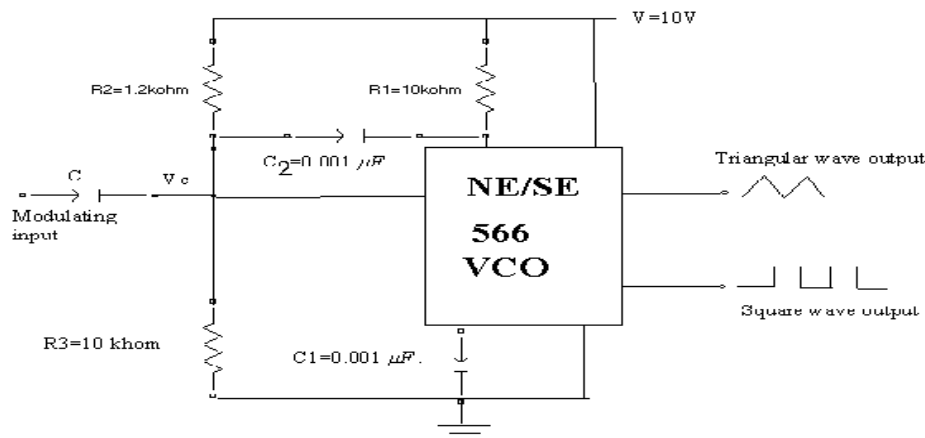 V=10V
R2=1.2kohm
R1=10kohm
C2=0.001 µF
C
Vc
Modulating
input
NE/SE
566
VCO
Triangular wave output
Square wave output
R3=10 khom
C1=0.001 µF.